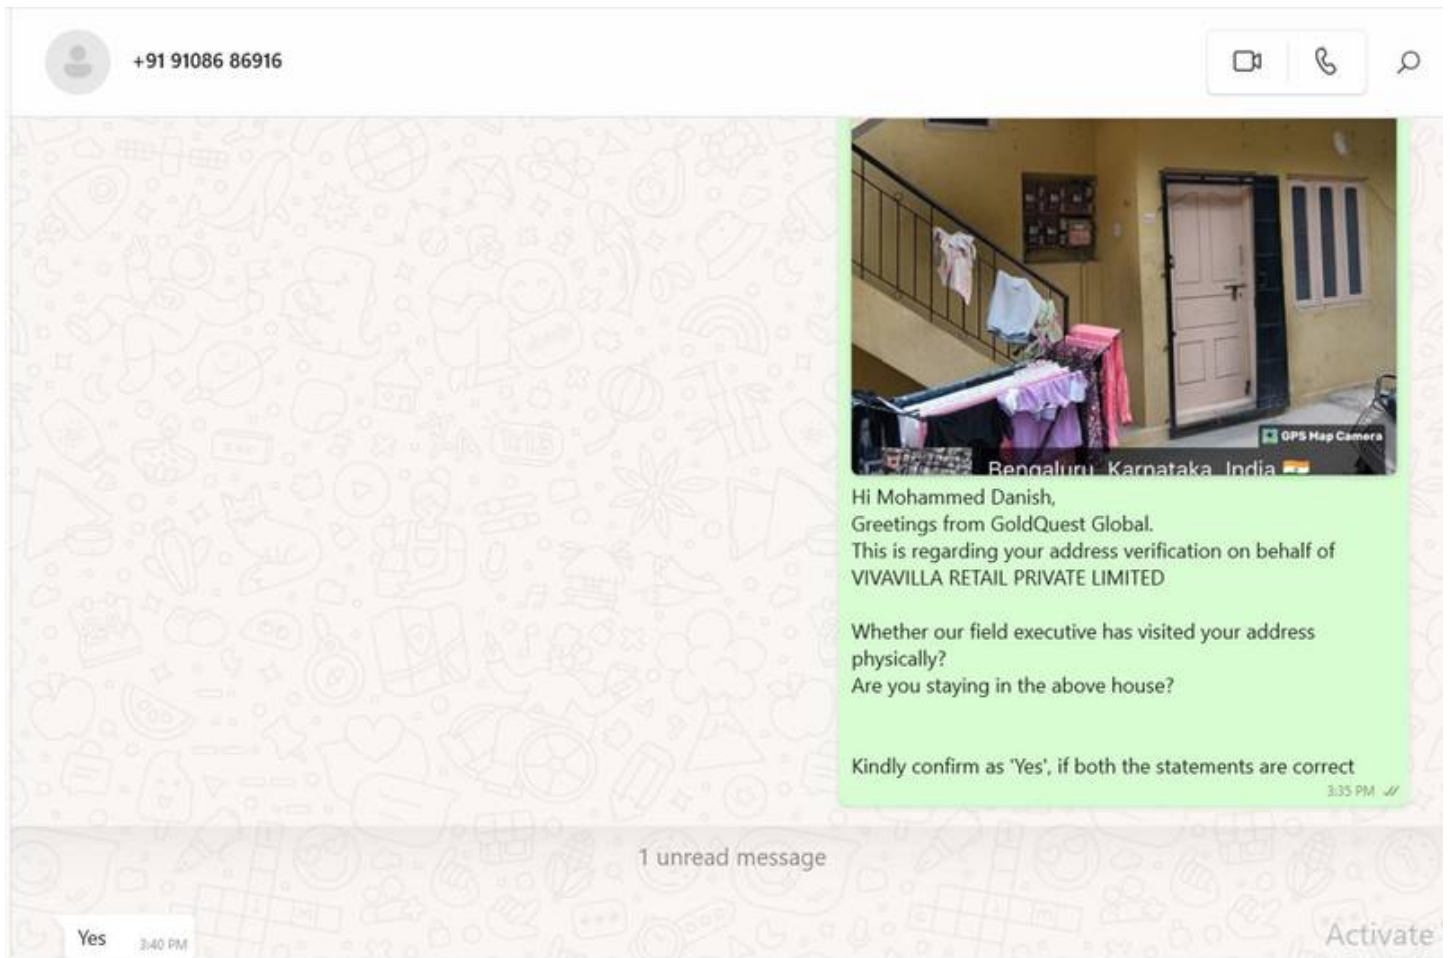 +91 91086 86916
GPS Map Camera
Bengaluru, Karnataka, India
Hi Mohammed Danish,
Greetings from GoldQuest Global.
This is regarding your address verification on behalf of
VIVAVILLA RETAIL PRIVATE LIMITED
Whether our field executive has visited your address
physically?
Are you staying in the above house?
Kindly confirm as 'Yes', if both the statements are correct
3:35 PM
1 unread message
Yes
3:40 PM
Activate